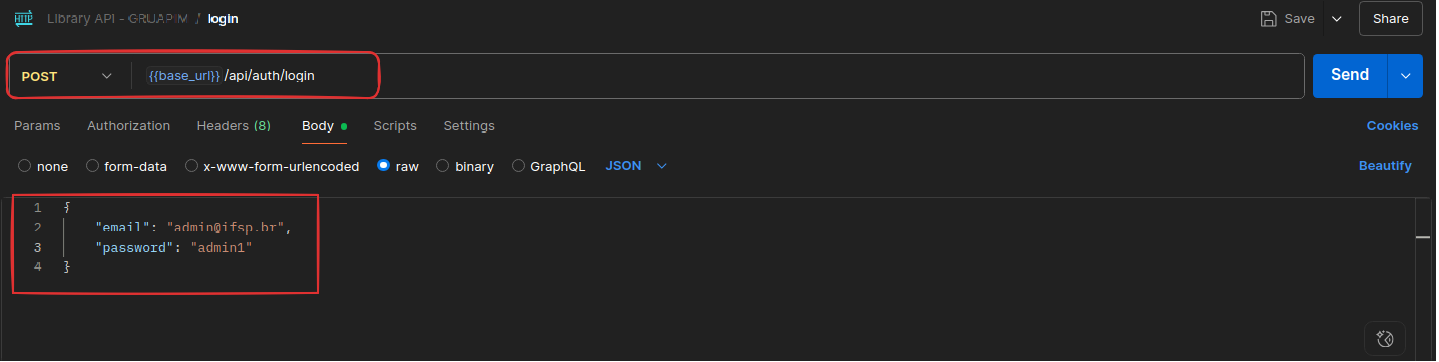 HTTP Library API - GRUAPIM / login Save Share
POST {{base_url}} /api/auth/login Send
Params Authorization Headers (8) Body Scripts Settings Cookies
none form-data x-www-form-urlencoded raw binary GraphQL JSON Beautify
1 {
2 "email": "admin@ifsp.br",
3 "password": "admin1"
4 }